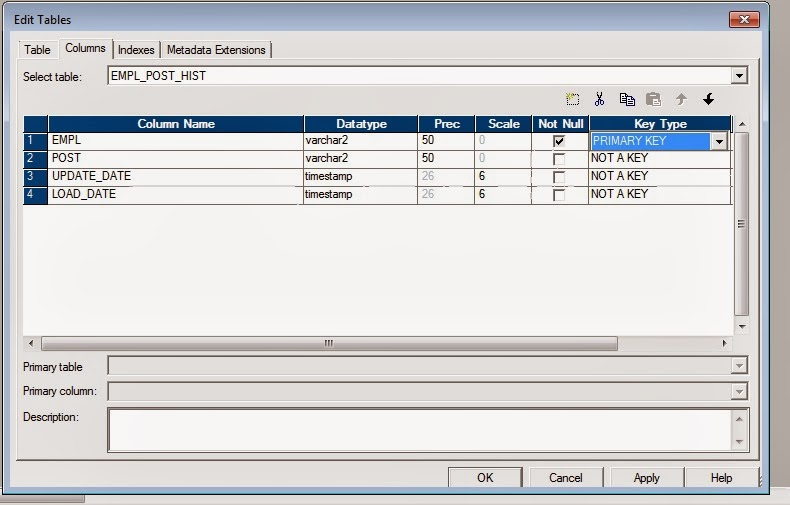 Edit Tables
Table Columns Indexes Metadata Extensions
Select table: EMPL_POST_HIST
Column Name Datatype Prec Scale Not Null Key Type
1 EMPL varchar2 50 0 PRIMARY KEY
2 POST varchar2 50 0 NOT A KEY
3 UPDATE_DATE timestamp 26 6 NOT A KEY
4 LOAD_DATE timestamp 26 6 NOT A KEY
Primary table
Primary column:
Description:
OK Cancel Apply Help